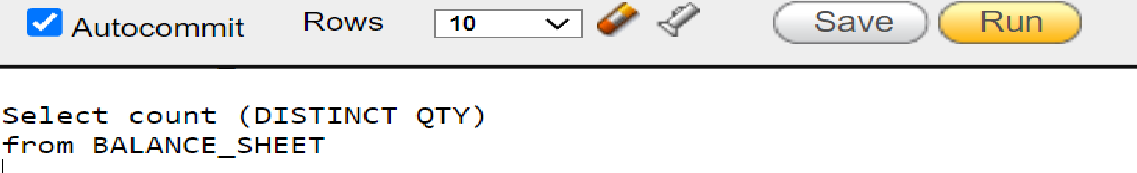 Autocommit Rows 10 Save Run
Select count (DISTINCT QTY)
from BALANCE_SHEET